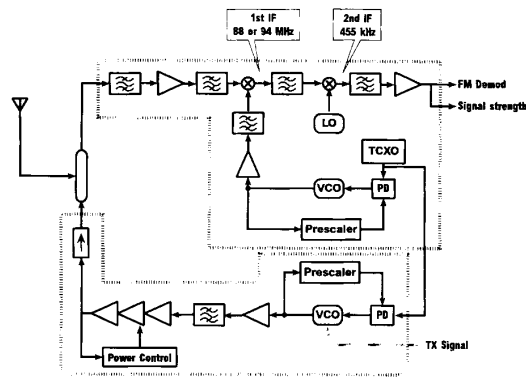 1st IF
88 or 94 MHz
2nd IF
455 kHz
FM Demod
Signal strength
LO
TCXO
VCO
PD
Prescaler
Prescaler
VCO
PD
TX Signal
Power Control